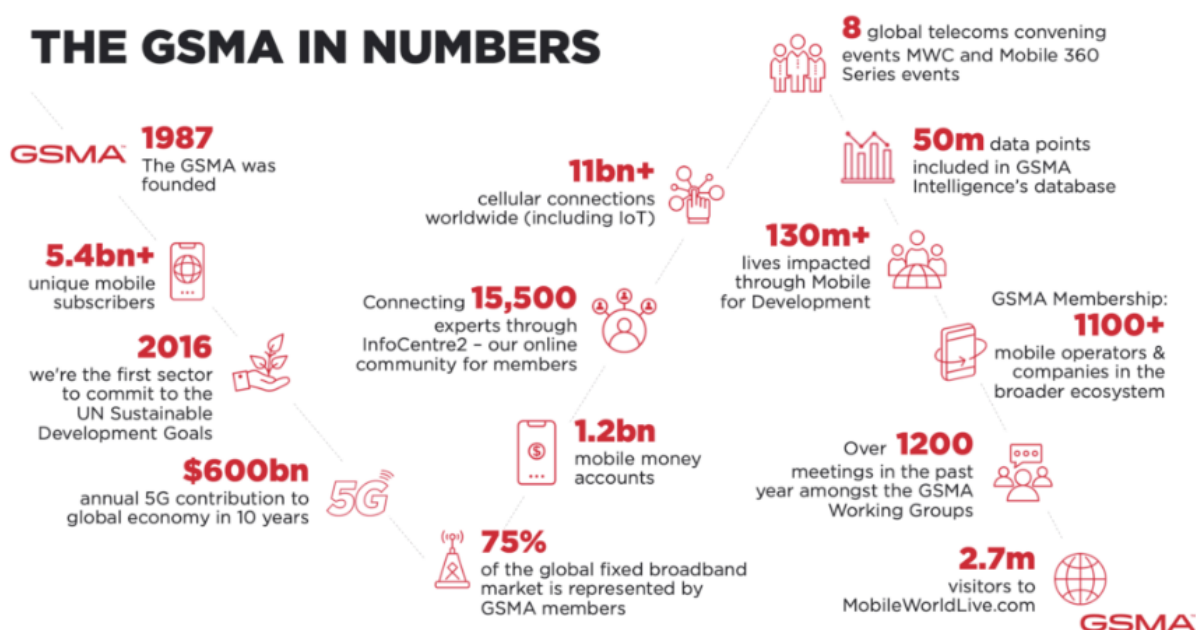 THE GSMA IN NUMBERS
GSMA™
1987
The GSMA was
founded
5.4bn+
unique mobile
subscribers
2016
we're the first sector
to commit to the
UN Sustainable
Development Goals
$600bn
annual 5G contribution to
global economy in 10 years
5G
75%
of the global fixed broadband
market is represented by
GSMA members
$
1.2bn
mobile money
accounts
Connecting 15,500
experts through
InfoCentre2 – our online
community for members
11bn+
cellular connections
worldwide (including IoT)
8 global telecoms convening
events MWC and Mobile 360
Series events
50m data points
included in GSMA
Intelligence's database
130m+
lives impacted
through Mobile
for Development
GSMA Membership:
1100+
mobile operators &
companies in the
broader ecosystem
Over 1200
meetings in the past
year amongst the GSMA
Working Groups
2.7m
visitors to
MobileWorldLive.com
GSMA™